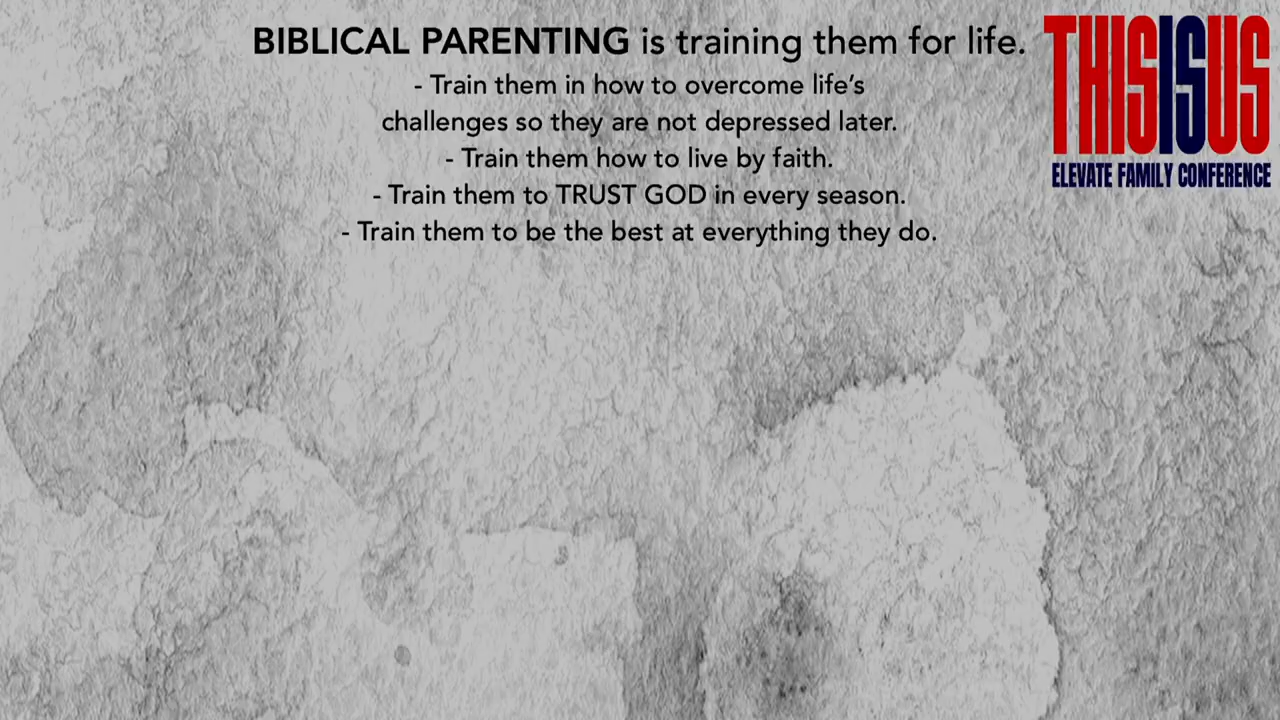 BIBLICAL PARENTING is training them for life.
- Train them in how to overcome life’s
challenges so they are not depressed later.
- Train them how to live by faith.
- Train them to TRUST GOD in every season.
- Train them to be the best at everything they do.
THISISUS
ELEVATE FAMILY CONFERENCE